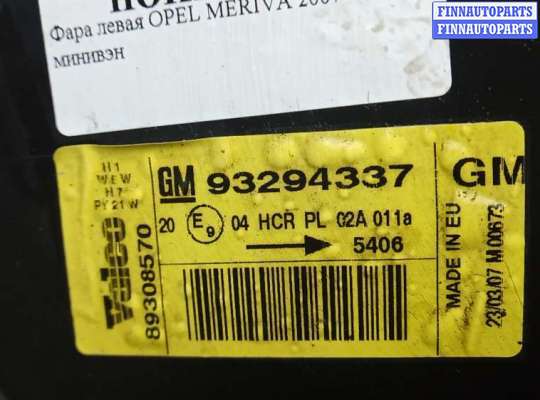 FINNAUTOPARTS
FINNAUTOPARTS
Фара левая OPEL MERIVA
минивэн
H1
W5W
H7
PY21W
Valeo
89308570
GM 93294337
20 E9 04 HCR PL 02A 011a
5406
GM
MADE IN EU
23/03/07 M00673